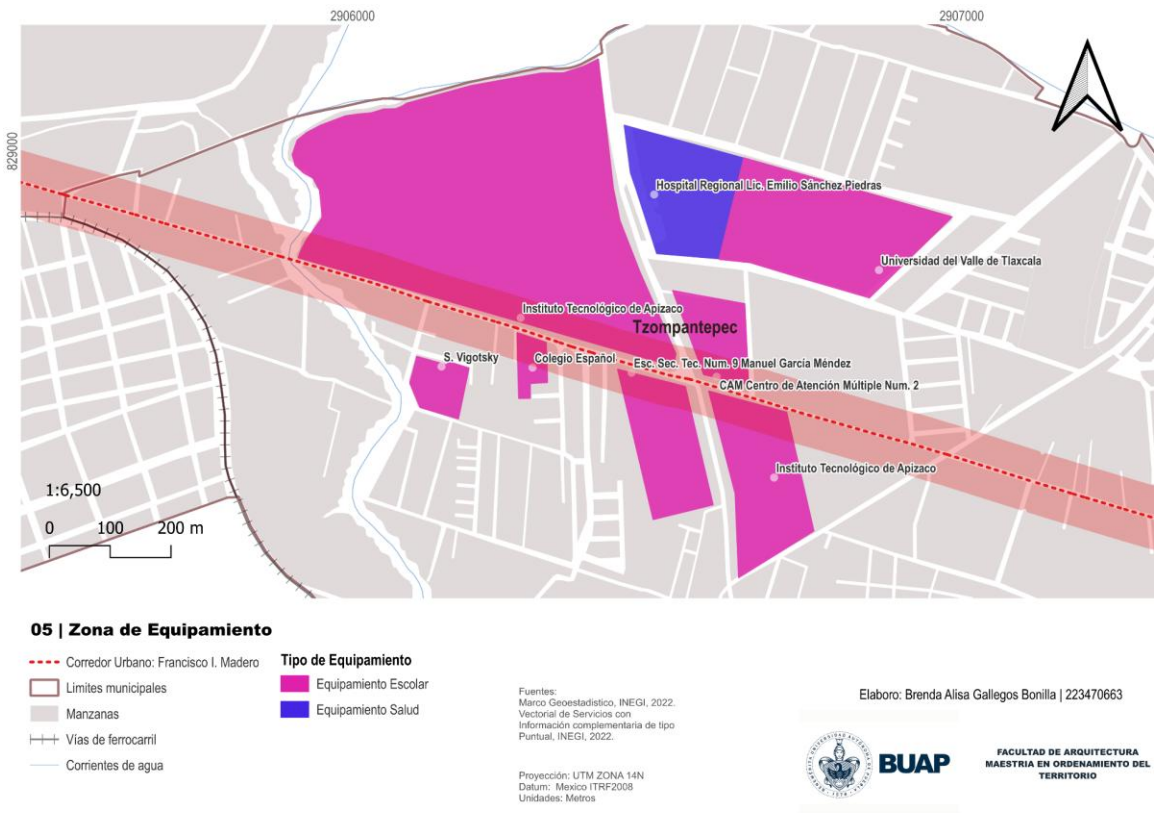 2906000
2907000
829000
Hospital Regional Lic. Emilio Sánchez Piedras
Universidad del Valle de Tlaxcala
Instituto Tecnológico de Apizaco
Tzompantepec
S. Vigotsky
Colegio Español
Esc. Sec. Tec. Num. 9 Manuel García Méndez
CAM Centro de Atención Múltiple Num. 2
Instituto Tecnológico de Apizaco
1:6,500
0 100 200 m
05 | Zona de Equipamiento
Corredor Urbano: Francisco I. Madero
Limites municipales
Manzanas
Vías de ferrocarril
Corrientes de agua
Tipo de Equipamiento
Equipamiento Escolar
Equipamiento Salud
Fuentes:
Marco Geoestadistico, INEGI, 2022.
Vectorial de Servicios con
Información complementaria de tipo
Puntual, INEGI, 2022.
Proyección: UTM ZONA 14N
Datum: Mexico ITRF2008
Unidades: Metros
Elaboro: Brenda Alisa Gallegos Bonilla | 223470663
BUAP
FACULTAD DE ARQUITECTURA
MAESTRIA EN ORDENAMIENTO DEL
TERRITORIO